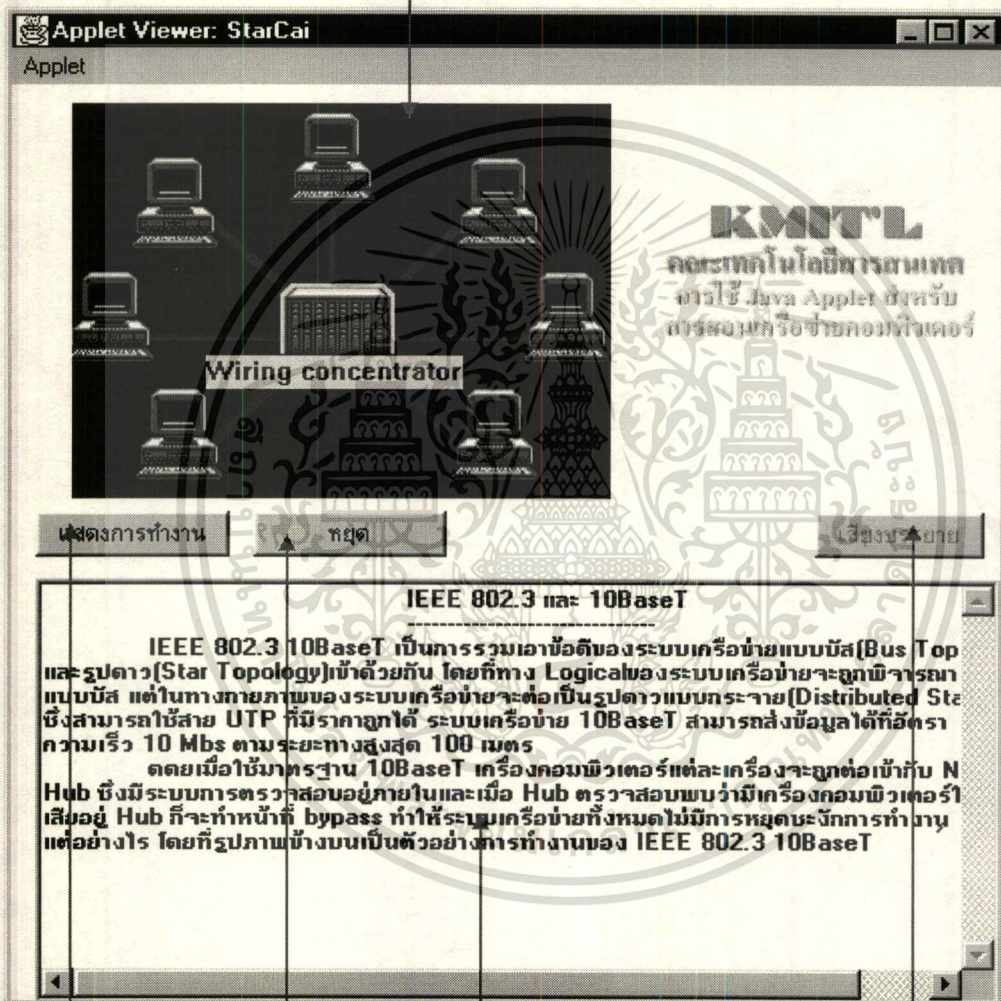 Applet Viewer: StarCai
Applet
KMITL
คณะเทคโนโลยีสารสนเทศ
การใช้ Java Applet สำหรับ
การสอนเครือข่ายคอมพิวเตอร์
Wiring concentrator
แสดงการทำงาน
หยุด
เสียงบรรยาย
IEEE 802.3 และ 10BaseT
------------------------------
IEEE 802.3 10BaseT เป็นการรวมเอาข้อดีของระบบเครือข่ายแบบบัส(Bus Top
และรูปดาว(Star Topology)เข้าด้วยกัน โดยที่ทาง Logicalของระบบเครือข่ายจะถูกพิจารณา
แบบบัส แต่ในทางกายภาพของระบบเครือข่ายจะต่อเป็นรูปดาวแบบกระจาย(Distributed Sta
ซึ่งสามารถใช้สาย UTP ที่มีราคาถูกได้ ระบบเครือข่าย 10BaseT สามารถส่งข้อมูลได้ที่อัตรา
ความเร็ว 10 Mbs ตามระยะทางสูงสุด 100 เมตร
ดดยเมื่อใช้มาตรฐาน 10BaseT เครื่องคอมพิวเตอร์แต่ละเครื่องจะถูกต่อเข้ากับ N
Hub ซึ่งมีระบบการตรวจสอบอยู่ภายในและเมื่อ Hub ตรวจสอบพบว่ามีเครื่องคอมพิวเตอร์ใ
เสียอยู่ Hub ก็จะทำหน้าที่ bypass ทำให้ระบบเครือข่ายทั้งหมดไม่มีการหยุดชะงักการทำงาน
แต่อย่างไร โดยที่รูปภาพข้างบนเป็นตัวอย่างการทำงานของ IEEE 802.3 10BaseT